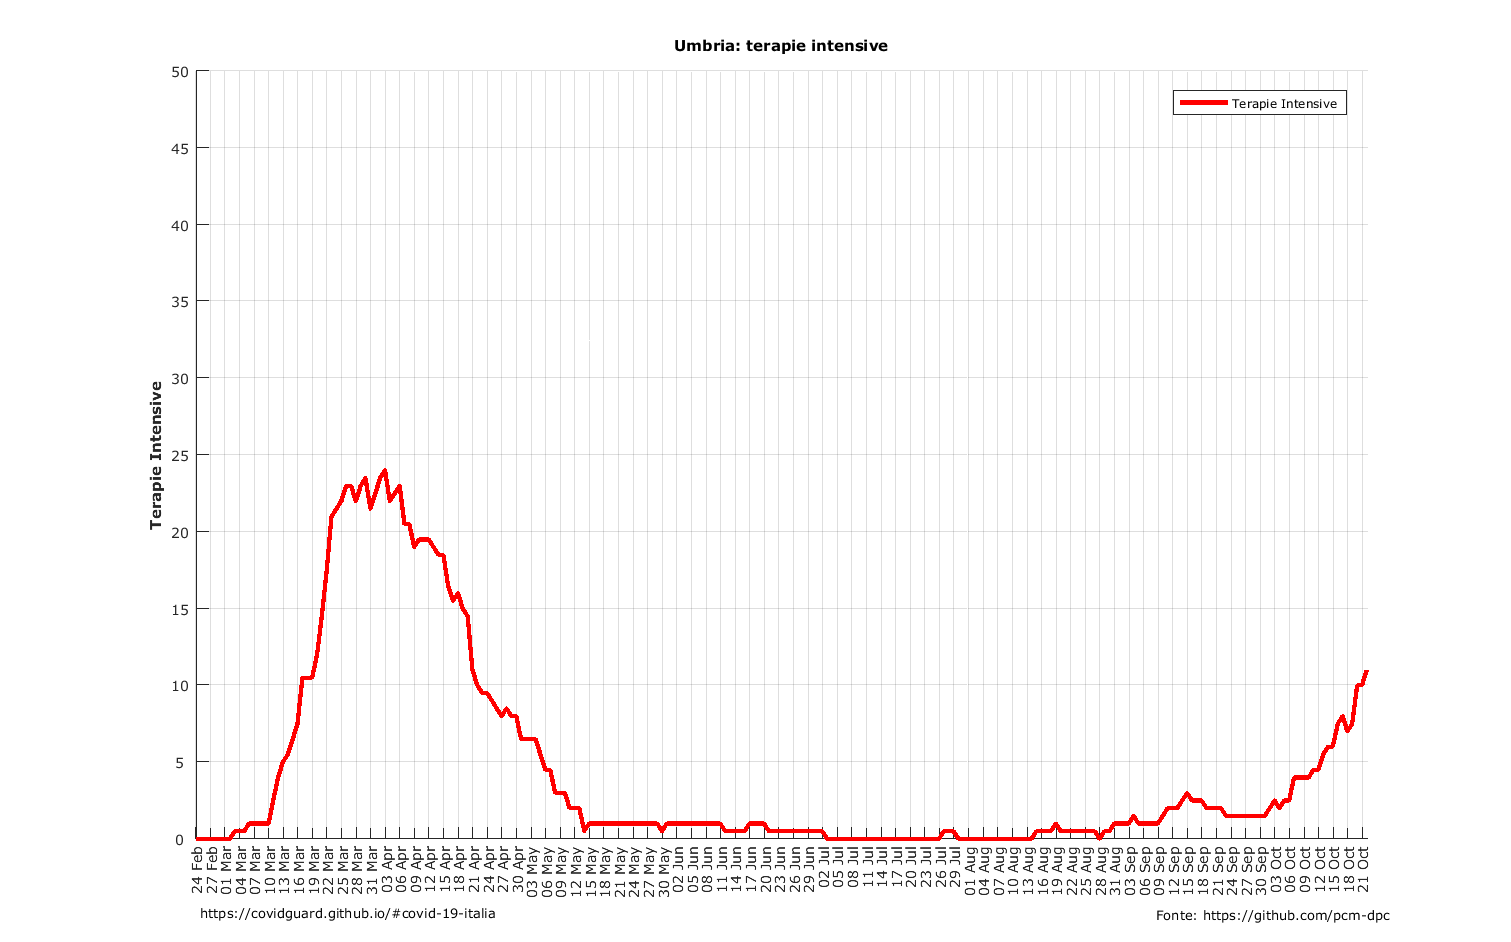 Umbria: terapie intensive
Terapie Intensive
50
45
40
35
30
25
20
15
10
5
0
Terapie Intensive
24 Feb
27 Feb
01 Mar
04 Mar
07 Mar
10 Mar
13 Mar
16 Mar
19 Mar
22 Mar
25 Mar
28 Mar
31 Mar
03 Apr
06 Apr
09 Apr
12 Apr
15 Apr
18 Apr
21 Apr
24 Apr
27 Apr
30 Apr
03 May
06 May
09 May
12 May
15 May
18 May
21 May
24 May
27 May
30 May
02 Jun
05 Jun
08 Jun
11 Jun
14 Jun
17 Jun
20 Jun
23 Jun
26 Jun
29 Jun
02 Jul
05 Jul
08 Jul
11 Jul
14 Jul
17 Jul
20 Jul
23 Jul
26 Jul
29 Jul
01 Aug
04 Aug
07 Aug
10 Aug
13 Aug
16 Aug
19 Aug
22 Aug
25 Aug
28 Aug
31 Aug
03 Sep
06 Sep
09 Sep
12 Sep
15 Sep
18 Sep
21 Sep
24 Sep
27 Sep
30 Sep
03 Oct
06 Oct
09 Oct
12 Oct
15 Oct
18 Oct
21 Oct
https://covidguard.github.io/#covid-19-italia
Fonte: https://github.com/pcm-dpc